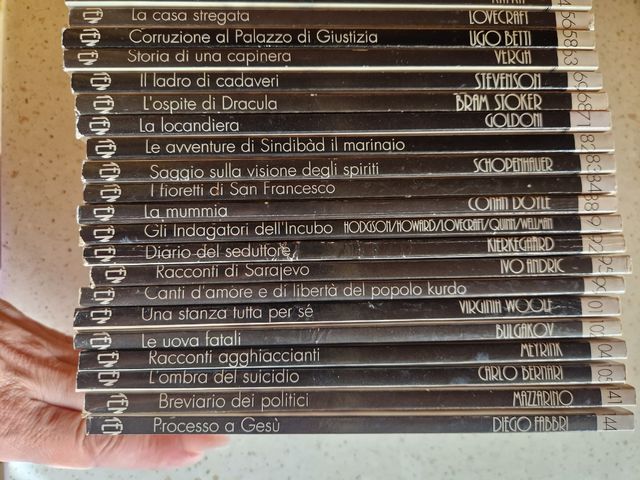 La casa stregata LOVECRAFT
Corruzione al Palazzo di Giustizia UGO BETTI
Storia di una capinera VERGA
Il ladro di cadaveri STEVENSON
L'ospite di Dracula BRAM STOKER
La locandiera GOLDONI
Le avventure di Sindibàd il marinaio
Saggio sulla visione degli spiriti SCHOPENHAUER
I fioretti di San Francesco
La mummia CONAN DOYLE
Gli Indagatori dell'Incubo HODGSON/HOWARD/LOVECRAFT/QUINN/WELLMAN
Diario del seduttore KIERKEGAARD
Racconti di Sarajevo IVO ANDRIC
Canti d'amore e di libertà del popolo kurdo
Una stanza tutta per sé VIRGINIA WOOLF
Le uova fatali BULGAKOV
Racconti agghiaccianti MEYRINK
L'ombra del suicidio CARLO BERNARI
Breviario dei politici MAZZARINO
Processo a Gesù DIEGO FABBRI